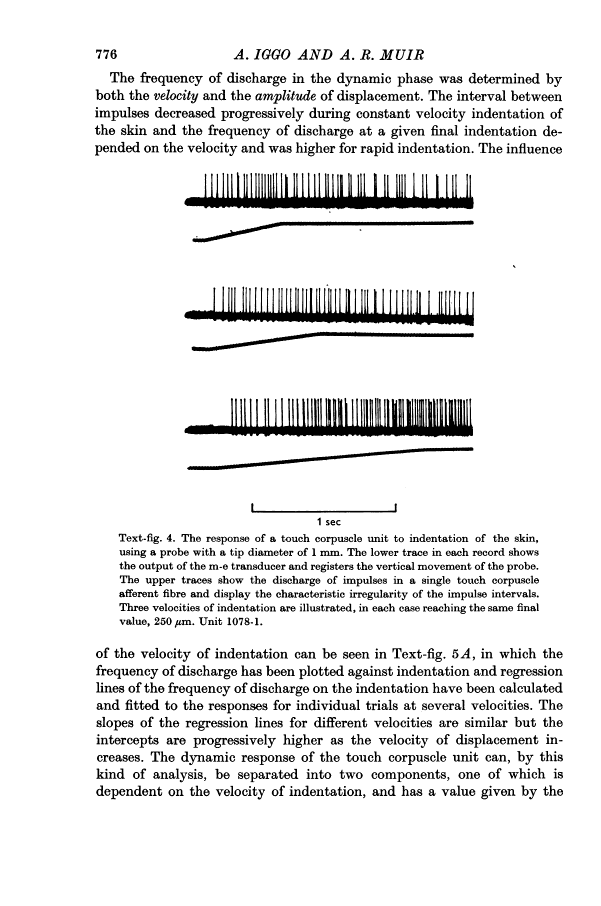 776
A. IGGO AND A. R. MUIR
The frequency of discharge in the dynamic phase was determined by
both the velocity and the amplitude of displacement. The interval between
impulses decreased progressively during constant velocity indentation of
the skin and the frequency of discharge at a given final indentation de-
pended on the velocity and was higher for rapid indentation. The influence
1 sec
Text-fig. 4. The response of a touch corpuscle unit to indentation of the skin,
using a probe with a tip diameter of 1 mm. The lower trace in each record shows
the output of the m-e transducer and registers the vertical movement of the probe.
The upper traces show the discharge of impulses in a single touch corpuscle
afferent fibre and display the characteristic irregularity of the impulse intervals.
Three velocities of indentation are illustrated, in each case reaching the same final
value, 250 μm. Unit 1078-1.
of the velocity of indentation can be seen in Text-fig. 5A, in which the
frequency of discharge has been plotted against indentation and regression
lines of the frequency of discharge on the indentation have been calculated
and fitted to the responses for individual trials at several velocities. The
slopes of the regression lines for different velocities are similar but the
intercepts are progressively higher as the velocity of displacement in-
creases. The dynamic response of the touch corpuscle unit can, by this
kind of analysis, be separated into two components, one of which is
dependent on the velocity of indentation, and has a value given by the